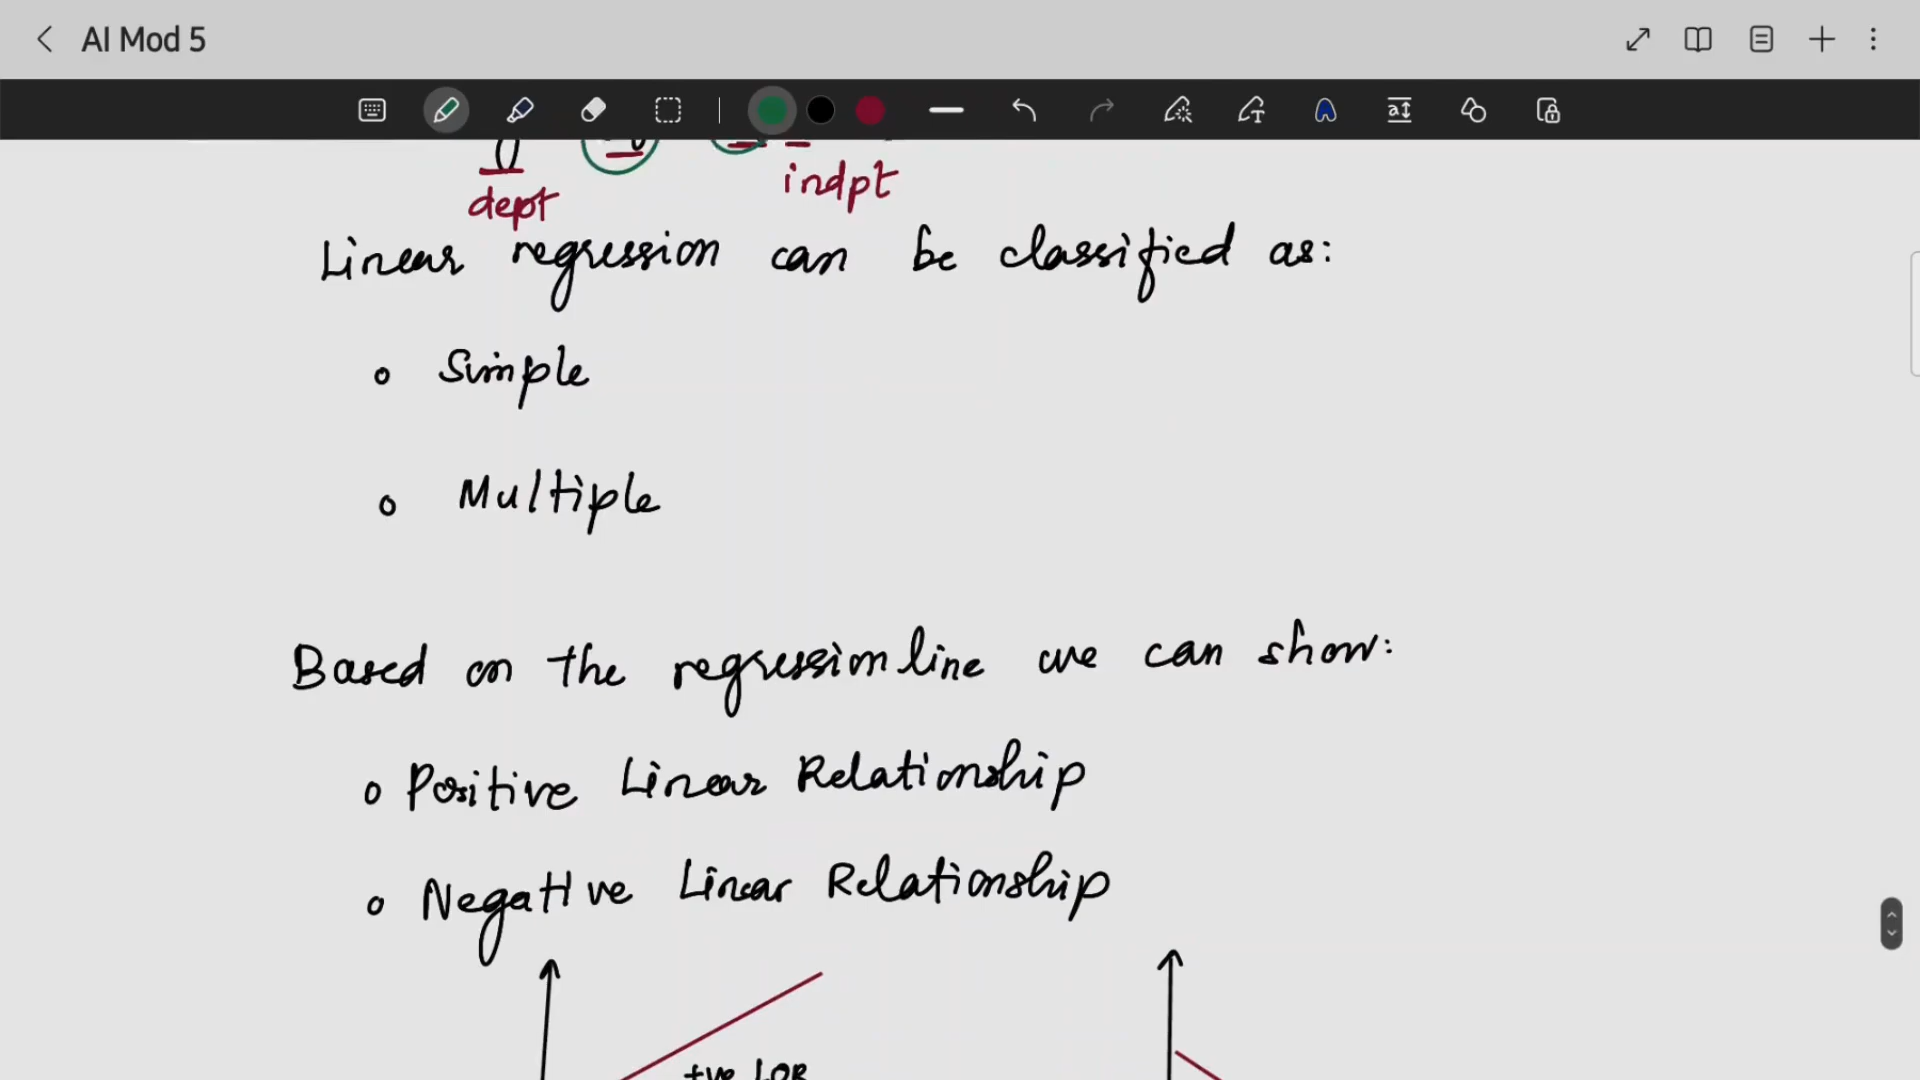 AI Mod 5
dept
indpt
Linear regression can be classified as:
Simple
Multiple
Based on the regression line we can show:
Positive Linear Relationship
Negative Linear Relationship
+ve LOR